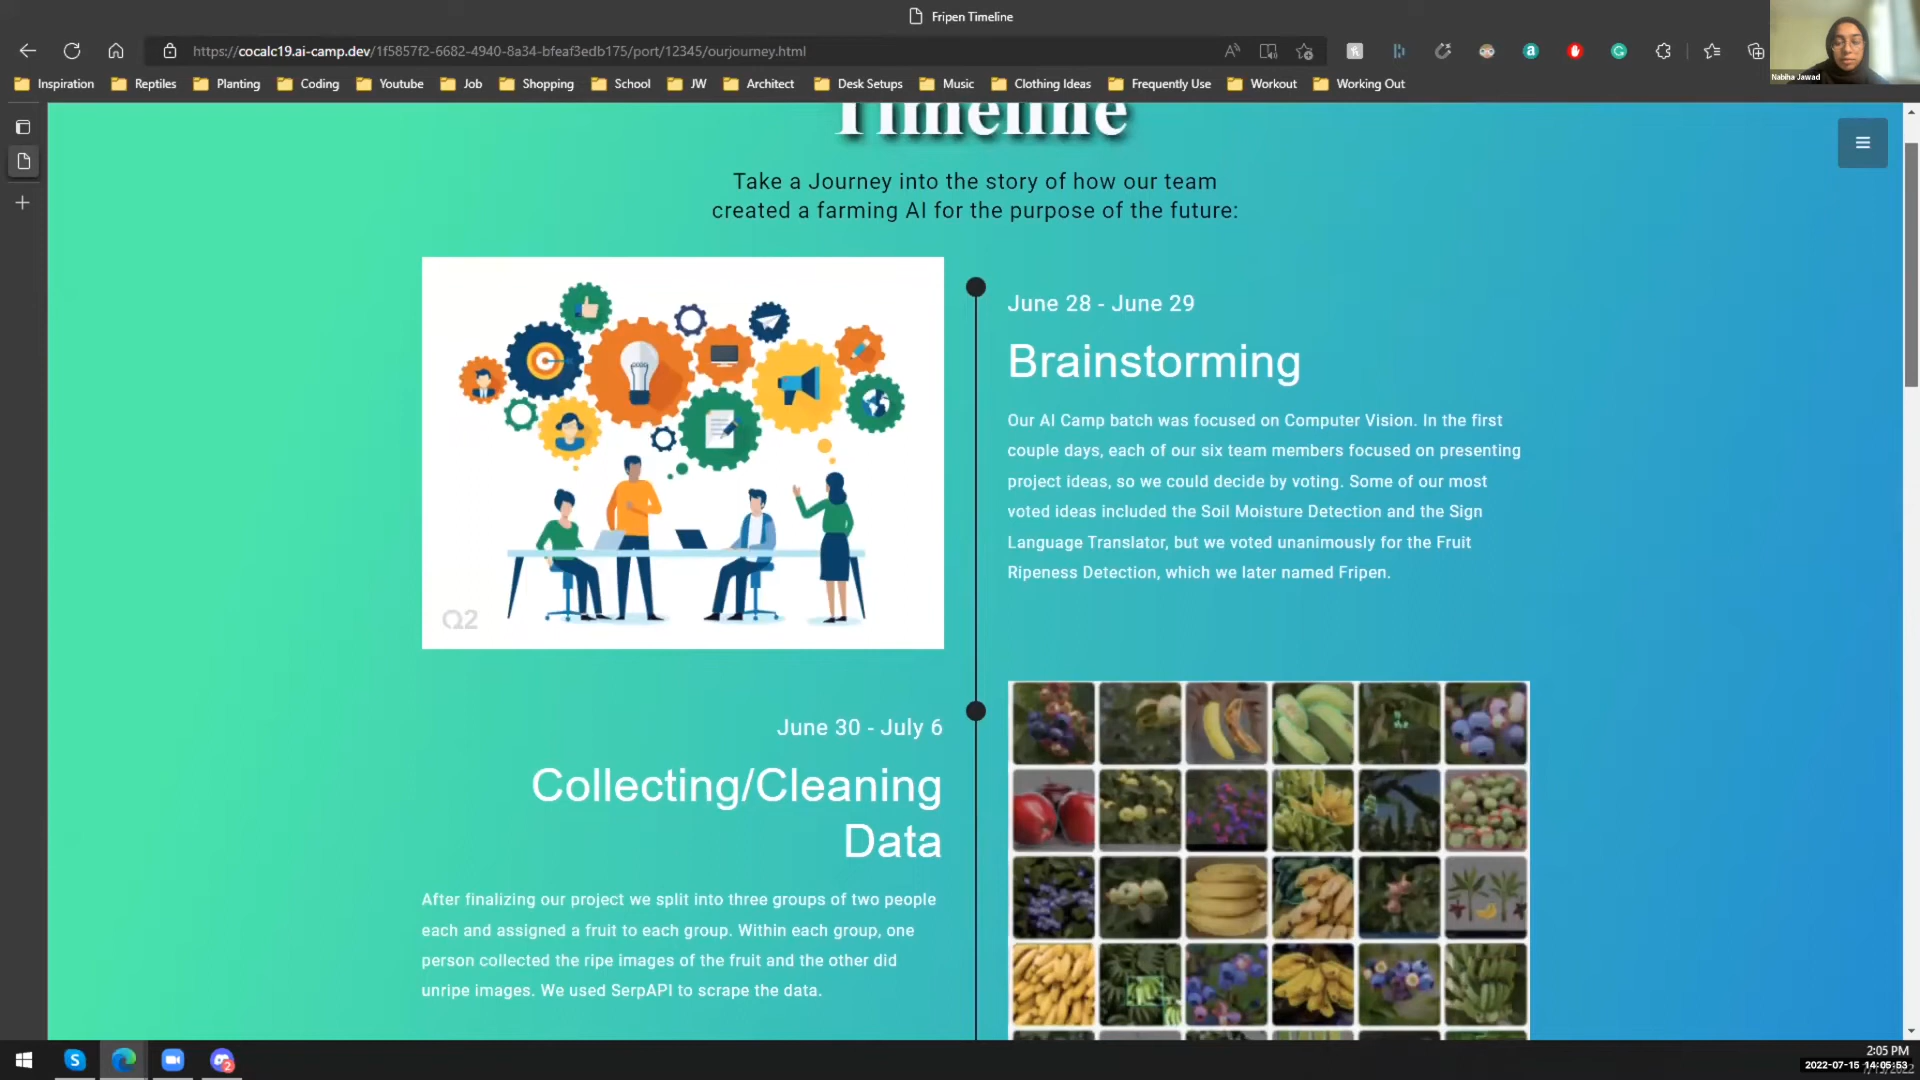 Fripen Timeline
https://cocalc19.ai-camp.dev/1f5857f2-6682-4940-8a34-bfeaf3edb175/port/12345/ourjourney.html
Nabiha Jawad
Inspiration Reptiles Planting Coding Youtube Job Shopping School JW Architect Desk Setups Music Clothing Ideas Frequently Use Workout Working Out
Timeline
Take a Journey into the story of how our team
created a farming AI for the purpose of the future:
June 28 - June 29
Brainstorming
Our AI Camp batch was focused on Computer Vision. In the first
couple days, each of our six team members focused on presenting
project ideas, so we could decide by voting. Some of our most
voted ideas included the Soil Moisture Detection and the Sign
Language Translator, but we voted unanimously for the Fruit
Ripeness Detection, which we later named Fripen.
Q2
June 30 - July 6
Collecting/Cleaning
Data
After finalizing our project we split into three groups of two people
each and assigned a fruit to each group. Within each group, one
person collected the ripe images of the fruit and the other did
unripe images. We used SerpAPI to scrape the data.
2:05 PM
2022-07-15 14:05:53